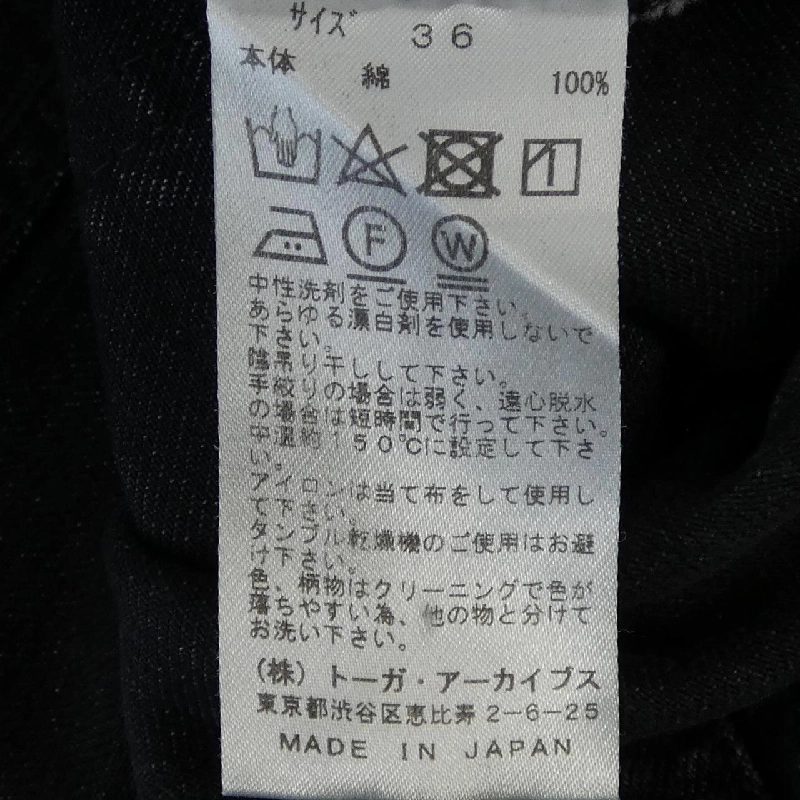 サイズ 36
本体 綿 100%
F W
中性洗剤をご使用下さい。
あらゆる漂白剤を使用しないで
下さい。
陰吊り干しして下さい。
手絞りの場合は弱く、遠心脱水
の場合は短時間で行って下さい。
中温約150℃に設定して下さ
い。
アイロンは当て布をして使用し
て下さい。
タンブル乾燥機のご使用はお避
け下さい。
色、柄物はクリーニングで色が
落ちやすい為、他の物と分けて
お洗い下さい。
(株)トーガ・アーカイブス
東京都渋谷区恵比寿2-6-25
MADE IN JAPAN